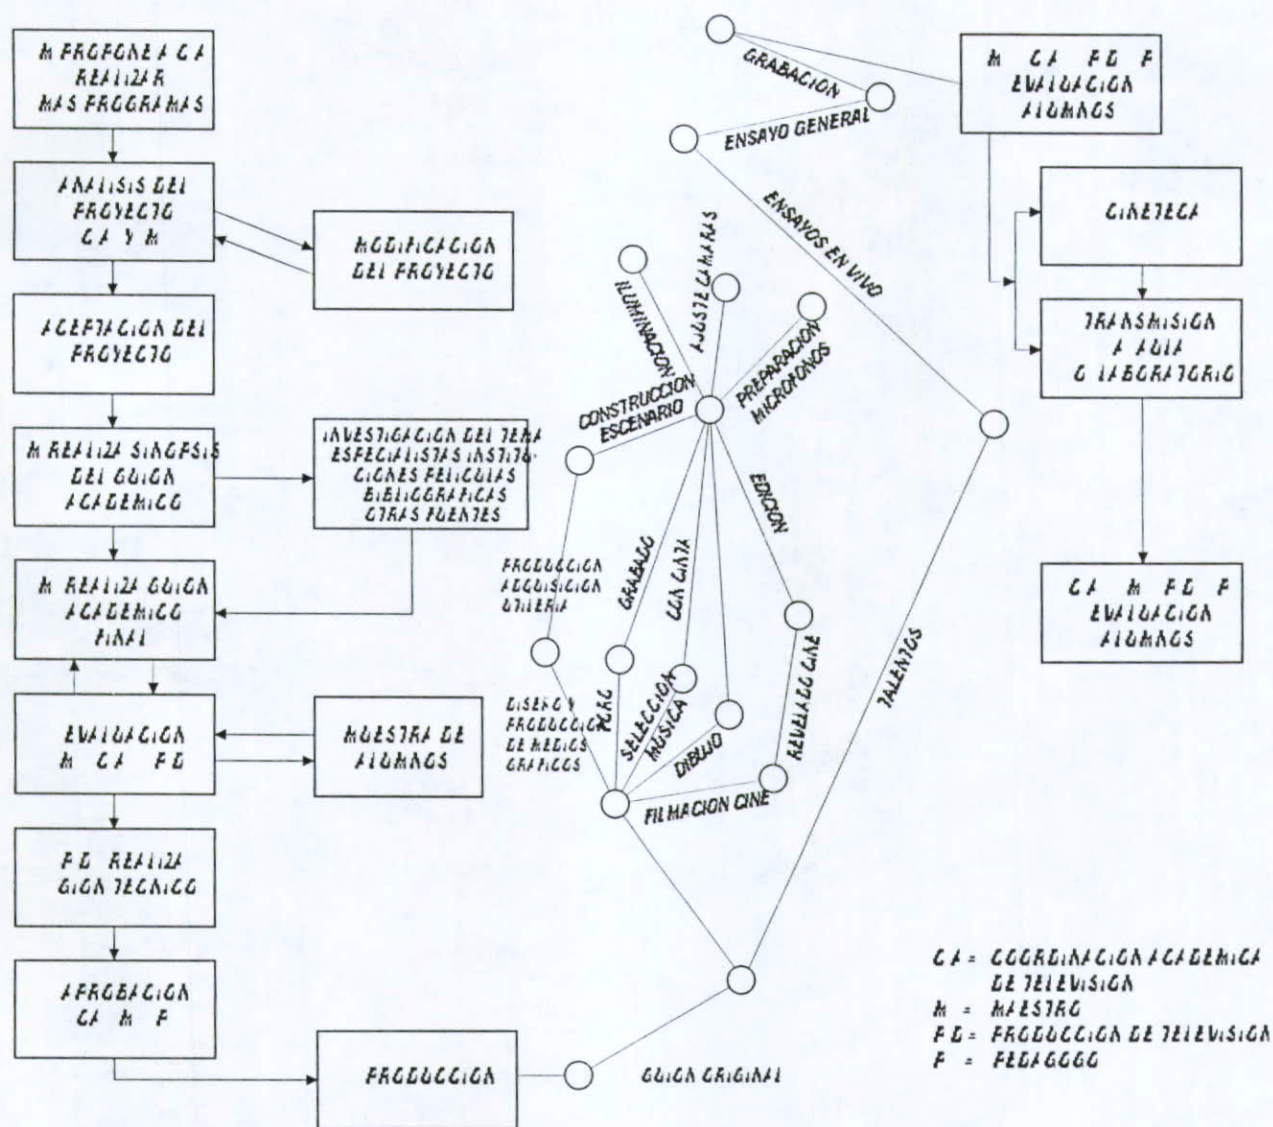 M PROPONE A CA
REALIZAR
MAS PROGRAMAS
ANALISIS DEL
PROYECTO
CA Y M
MODIFICACION
DEL PROYECTO
ACEPTACION DEL
PROYECTO
M REALIZA SINOPSIS
DEL GUION
ACADEMICO
INVESTIGACION DEL TEMA
ESPECIALISTAS INSTITU-
CIONES PELICULAS
BIBLIOGRAFICAS
OTRAS FUENTES
M REALIZA GUION
ACADEMICO
FINAL
EVALUACION
M CA PD
MUESTRA DE
ALUMNOS
PD REALIZA
GION TECNICO
APROBACION
CA M P
PRODUCCION
GUION ORIGINAL
TALENTOS
FILMACION CINE
REVELADO CINE
EDICION
DIBUJO
SELECCION
MUSICA
CON CINTA
GRABADO
DISEÑO Y
PRODUCCION
DE MEDIOS
GRAFICOS
PRODUCCION
ADQUISICION
UTILERIA
CONSTRUCCION
ESCENARIO
ILUMINACION
AJUSTE CAMARAS
PREPARACION
MICROFONOS
ENSAYOS EN VIVO
ENSAYO GENERAL
GRABACION
M CA PD P
EVALUACION
ALUMNOS
CINETECA
TRANSMISION
A AULA
O LABORATORIO
CA M PD P
EVALUACION
ALUMNOS
CA = COORDINACION ACADEMICA
DE TELEVISION
M = MAESTRO
PD = PRODUCCION DE TELEVISION
P = PEDAGOGO